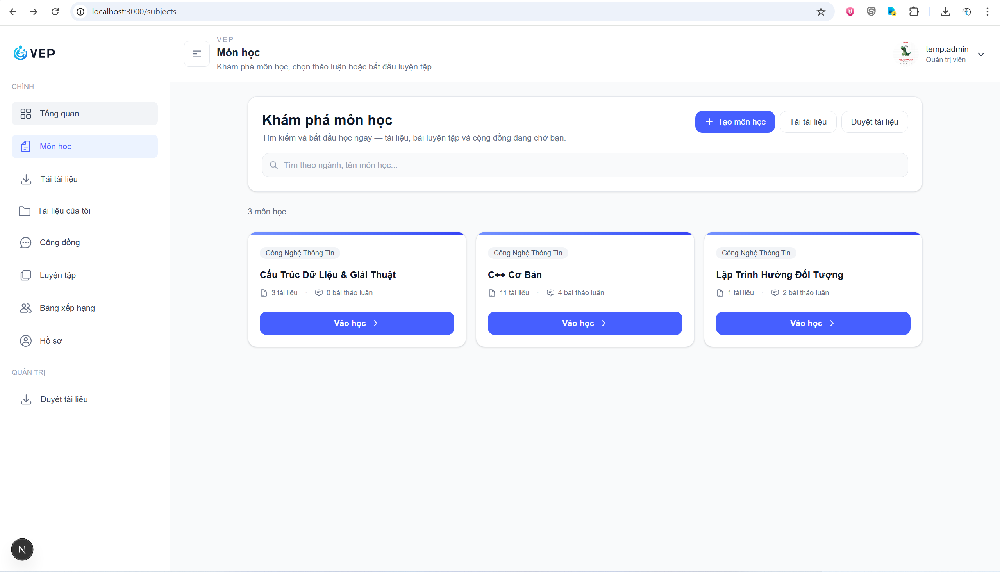 localhost:3000/subjects
VEP
CHÍNH
Tổng quan
Môn học
Tải tài liệu
Tài liệu của tôi
Cộng đồng
Luyện tập
Bảng xếp hạng
Hồ sơ
QUẢN TRỊ
Duyệt tài liệu
N
VEP
Môn học
Khám phá môn học, chọn thảo luận hoặc bắt đầu luyện tập.
temp.admin
Quản trị viên
Khám phá môn học
Tìm kiếm và bắt đầu học ngay — tài liệu, bài luyện tập và cộng đồng đang chờ bạn.
Tạo môn học
Tải tài liệu
Duyệt tài liệu
Tìm theo ngành, tên môn học...
3 môn học
Công Nghệ Thông Tin
Cấu Trúc Dữ Liệu & Giải Thuật
3 tài liệu · 0 bài thảo luận
Vào học
Công Nghệ Thông Tin
C++ Cơ Bản
11 tài liệu · 4 bài thảo luận
Vào học
Công Nghệ Thông Tin
Lập Trình Hướng Đối Tượng
1 tài liệu · 2 bài thảo luận
Vào học